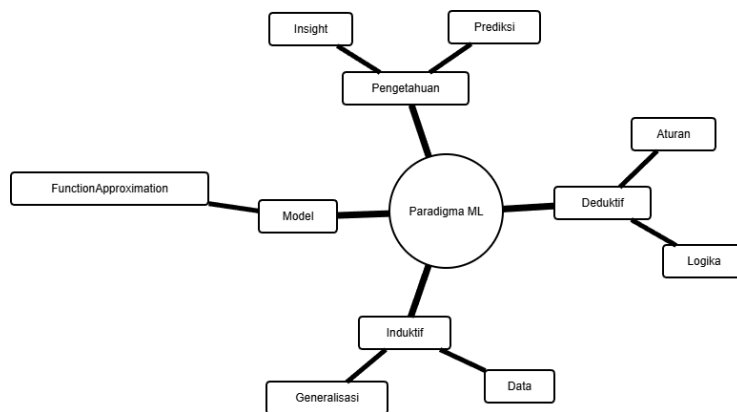 Insight
Prediksi
Pengetahuan
Aturan
FunctionApproximation
Model
Paradigma ML
Deduktif
Logika
Induktif
Generalisasi
Data